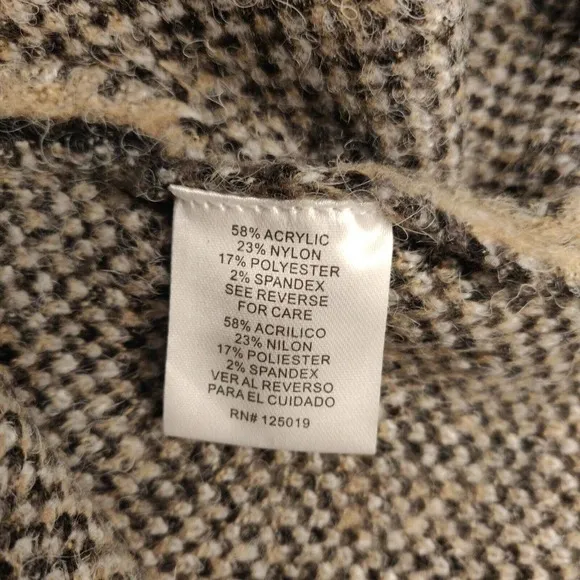 58% ACRYLIC
23% NYLON
17% POLYESTER
2% SPANDEX
SEE REVERSE
FOR CARE
58% ACRILICO
23% NILON
17% POLIESTER
2% SPANDEX
VER AL REVERSO
PARA EL CUIDADO
RN# 125019